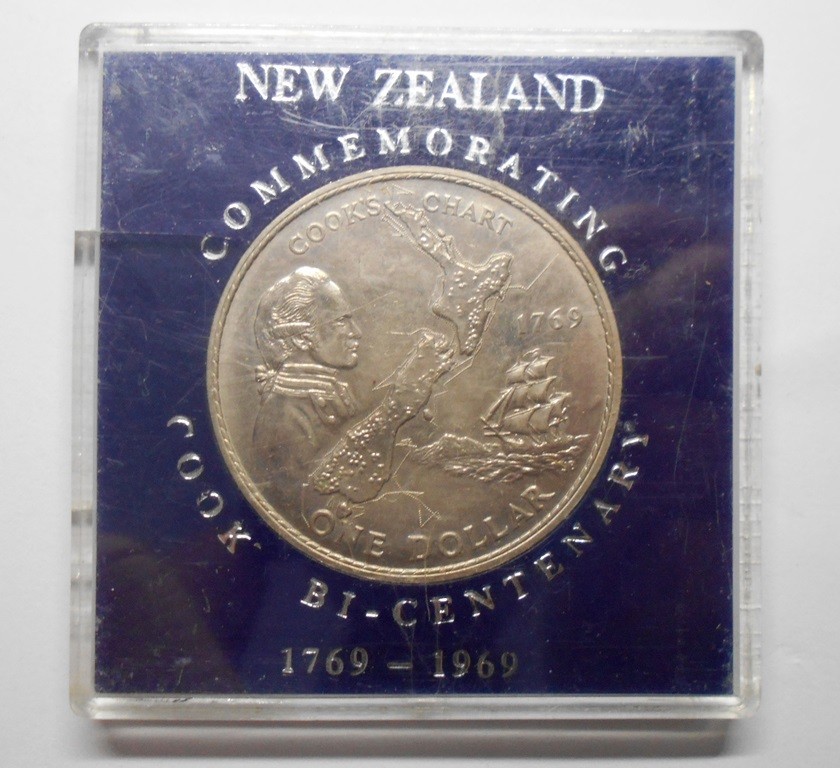 NEW ZEALAND
COMMEMORATING
COOK'S CHART
1769
ONE DOLLAR
COOK BI-CENTENARY
1769 – 1969